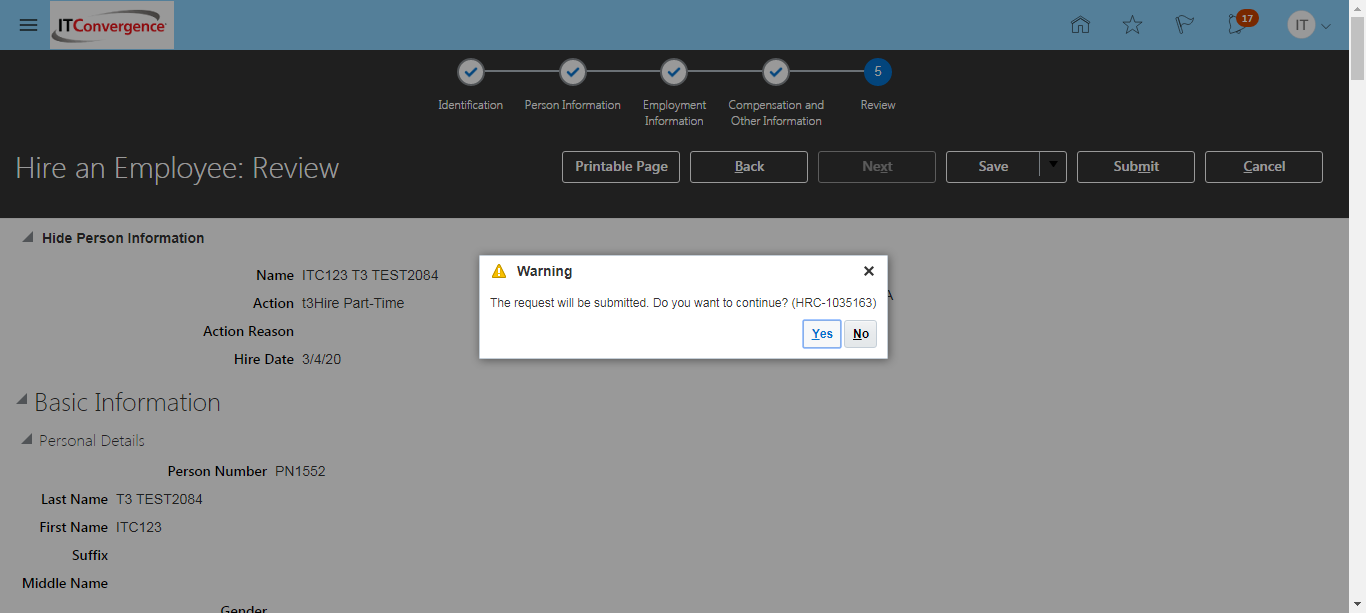 ITConvergence
17
IT
5
Identification
Person Information
Employment
Information
Compensation and
Other Information
Review
Hire an Employee: Review
Printable Page
Back
Next
Save
Submit
Cancel
Hide Person Information
Name ITC123 T3 TEST2084
Action t3Hire Part-Time
Action Reason
Hire Date 3/4/20
Warning
The request will be submitted. Do you want to continue? (HRC-1035163)
Yes
No
Basic Information
Personal Details
Person Number PN1552
Last Name T3 TEST2084
First Name ITC123
Suffix
Middle Name
Gender